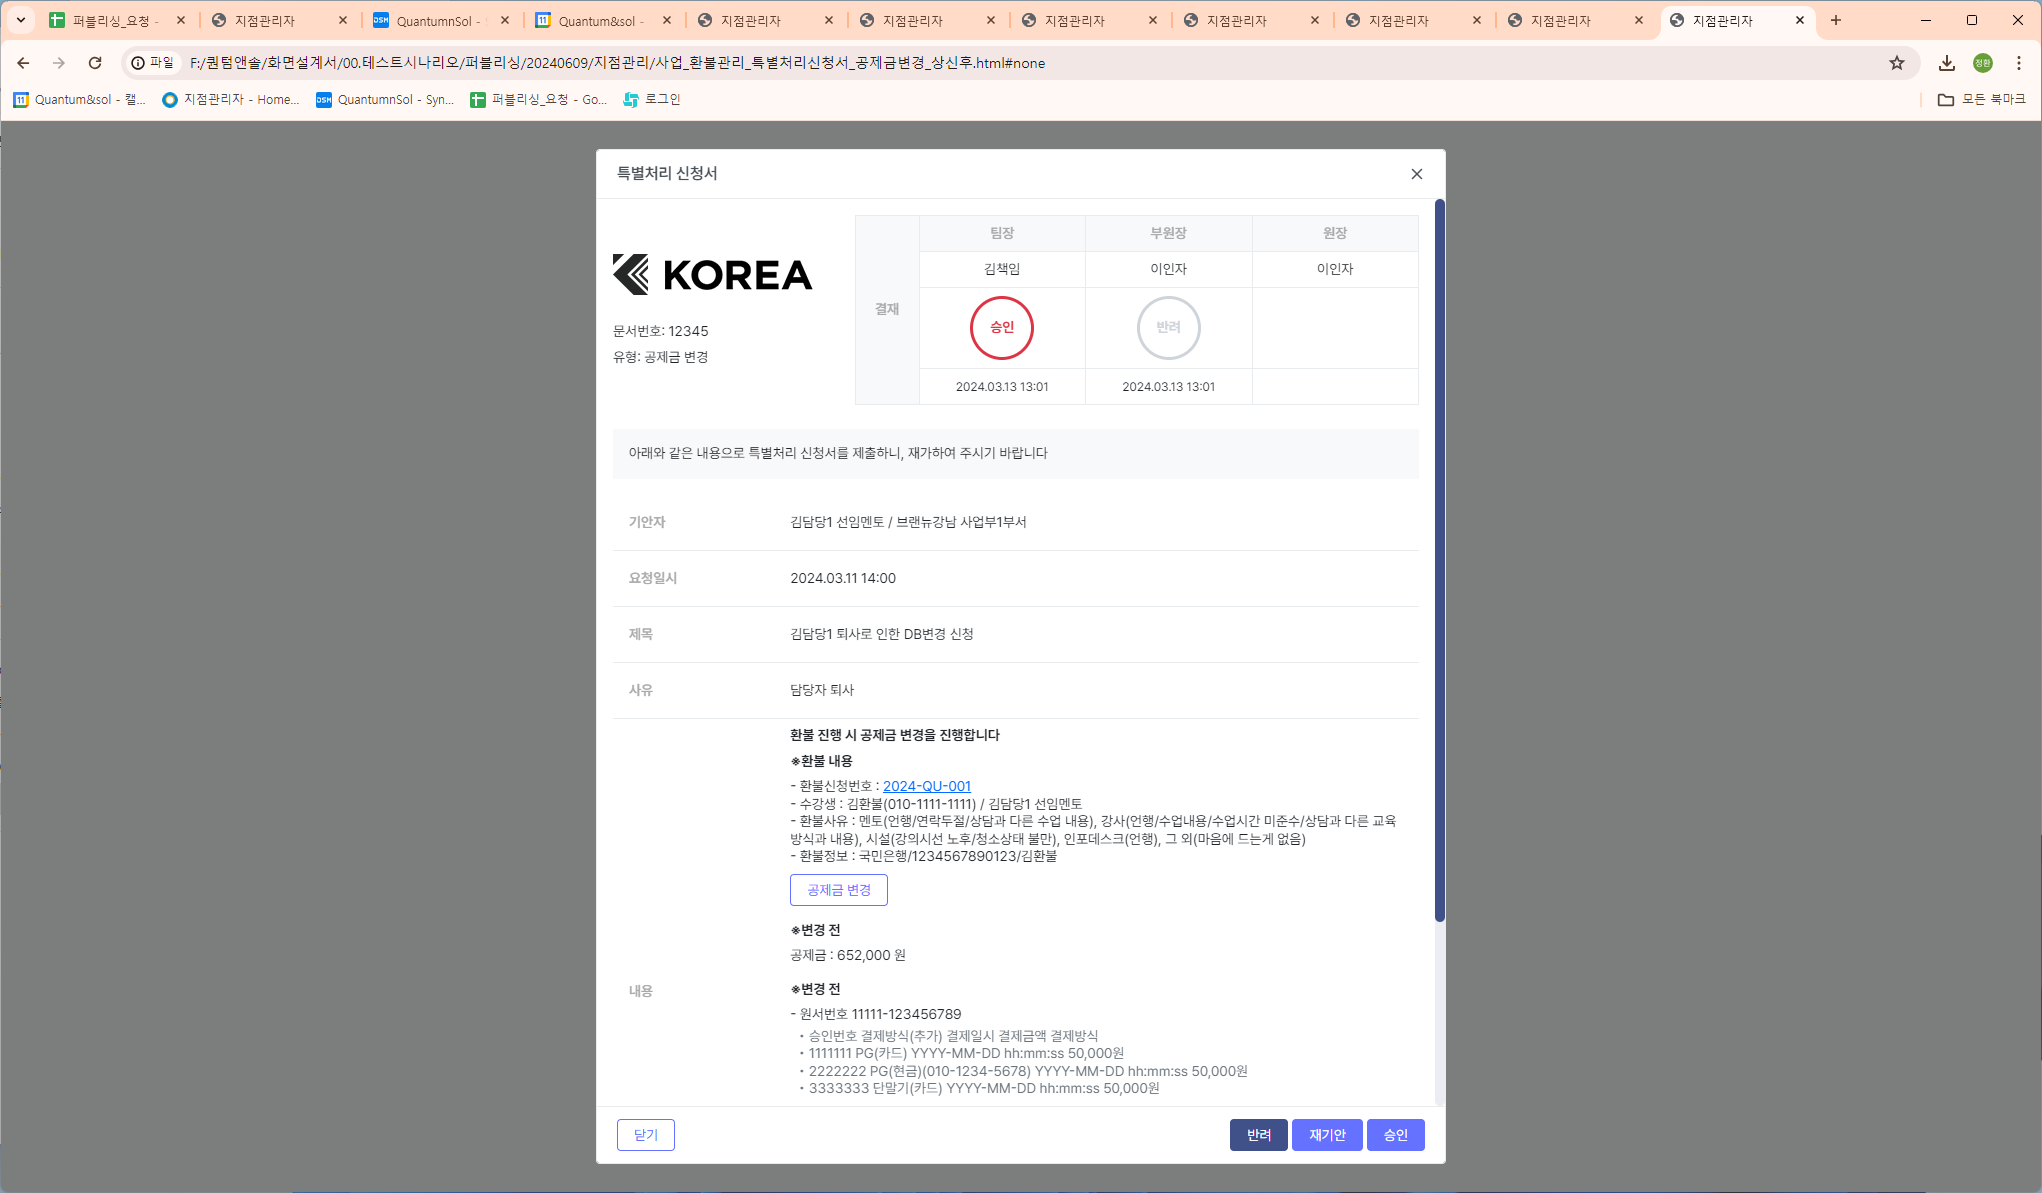 퍼블리싱_요청 -
지점관리자
QuantumnSol -
Quantum&sol -
지점관리자
지점관리자
지점관리자
지점관리자
지점관리자
지점관리자
지점관리자
파일
F:/퀀텀앤솔/화면설계서/00.테스트시나리오/퍼블리싱/20240609/지점관리/사업_환불관리_특별처리신청서_공제금변경_상신후.html#none
정환
Quantum&sol - 캘...
지점관리자 - Home...
QuantumnSol - Syn...
퍼블리싱_요청 - Go...
로그인
모든 북마크
특별처리 신청서
KOREA
문서번호: 12345
유형: 공제금 변경
결재
팀장 부원장 원장
김책임 이인자 이인자
승인 반려
2024.03.13 13:01 2024.03.13 13:01
아래와 같은 내용으로 특별처리 신청서를 제출하니, 재가하여 주시기 바랍니다
기안자 김담당1 선임멘토 / 브랜뉴강남 사업부1부서
요청일시 2024.03.11 14:00
제목 김담당1 퇴사로 인한 DB변경 신청
사유 담당자 퇴사
내용
환불 진행 시 공제금 변경을 진행합니다
※환불 내용
- 환불신청번호 : 2024-QU-001
- 수강생 : 김환불(010-1111-1111) / 김담당1 선임멘토
- 환불사유 : 멘토(언행/연락두절/상담과 다른 수업 내용), 강사(언행/수업내용/수업시간 미준수/상담과 다른 교육
방식과 내용), 시설(강의시선 노후/청소상태 불만), 인포데스크(언행), 그 외(마음에 드는게 없음)
- 환불정보 : 국민은행/1234567890123/김환불
공제금 변경
※변경 전
공제금 : 652,000 원
※변경 전
- 원서번호 11111-123456789
• 승인번호 결제방식(추가) 결제일시 결제금액 결제방식
• 1111111 PG(카드) YYYY-MM-DD hh:mm:ss 50,000원
• 2222222 PG(현금)(010-1234-5678) YYYY-MM-DD hh:mm:ss 50,000원
• 3333333 단말기(카드) YYYY-MM-DD hh:mm:ss 50,000원
닫기 반려 재기안 승인